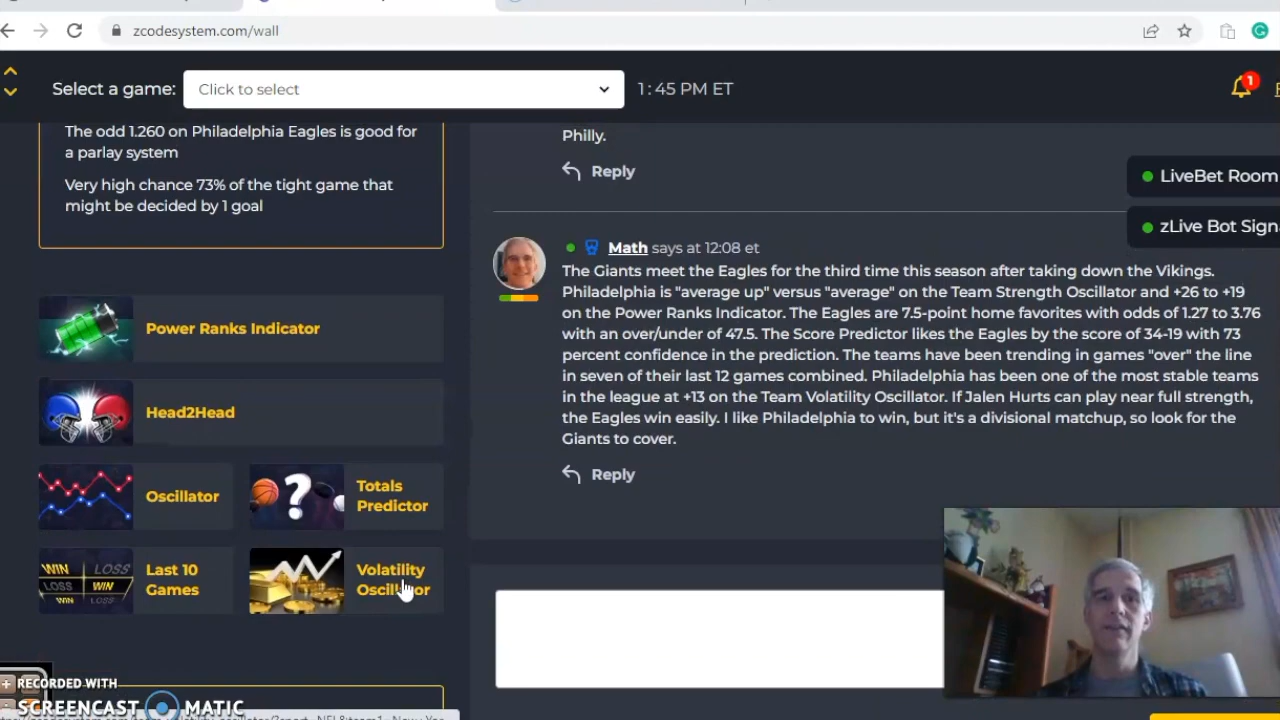 zcodesystem.com/wall
Select a game:
Click to select
1:45 PM ET
1
The odd 1.260 on Philadelphia Eagles is good for
a parlay system
Very high chance 73% of the tight game that
might be decided by 1 goal
Power Ranks Indicator
Head2Head
Oscillator
Totals
Predictor
WIN LOSS
LOSS WIN
WIN LOSS
Last 10
Games
Volatility
Oscillator
Philly.
Reply
LiveBet Room
zLive Bot Signa
Math says at 12:08 et
The Giants meet the Eagles for the third time this season after taking down the Vikings.
Philadelphia is "average up" versus "average" on the Team Strength Oscillator and +26 to +19
on the Power Ranks Indicator. The Eagles are 7.5-point home favorites with odds of 1.27 to 3.76
with an over/under of 47.5. The Score Predictor likes the Eagles by the score of 34-19 with 73
percent confidence in the prediction. The teams have been trending in games "over" the line
in seven of their last 12 games combined. Philadelphia has been one of the most stable teams
in the league at +13 on the Team Volatility Oscillator. If Jalen Hurts can play near full strength,
the Eagles win easily. I like Philadelphia to win, but it's a divisional matchup, so look for the
Giants to cover.
Reply
RECORDED WITH
SCREENCAST MATIC